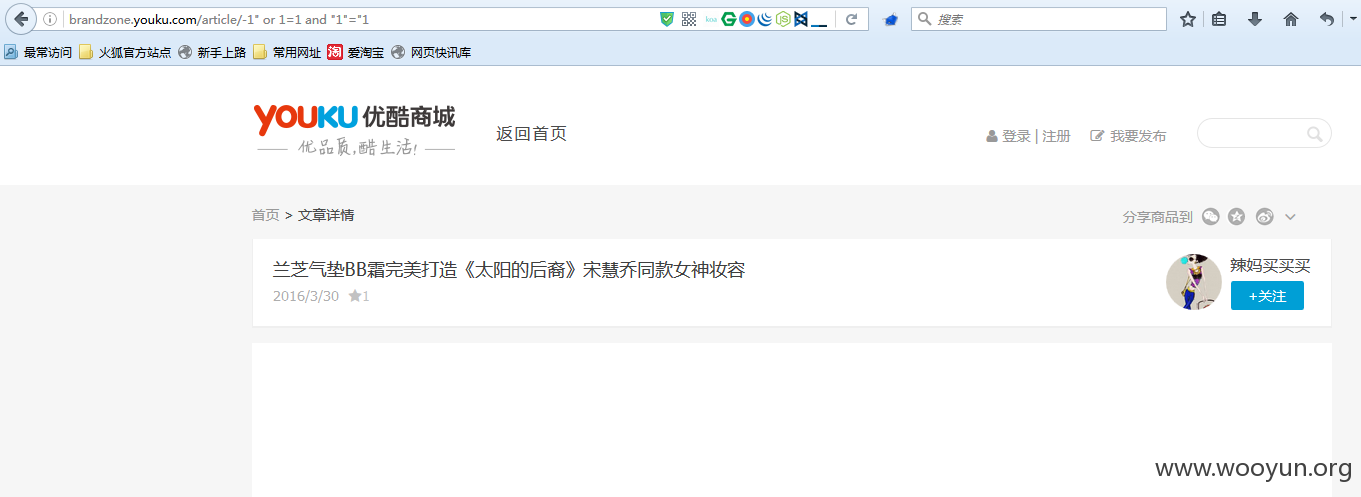 brandzone.youku.com/article/-1" or 1=1 and "1"="1
koa
搜索
最常访问 火狐官方站点 新手上路 常用网址 淘 爱淘宝 网页快讯库
YOUKU 优酷商城
优品质,酷生活!
返回首页
登录 | 注册 我要发布
首页 > 文章详情
分享商品到
兰芝气垫BB霜完美打造《太阳的后裔》宋慧乔同款女神妆容
2016/3/30 ★1
辣妈买买买
+关注
www.wooyun.org